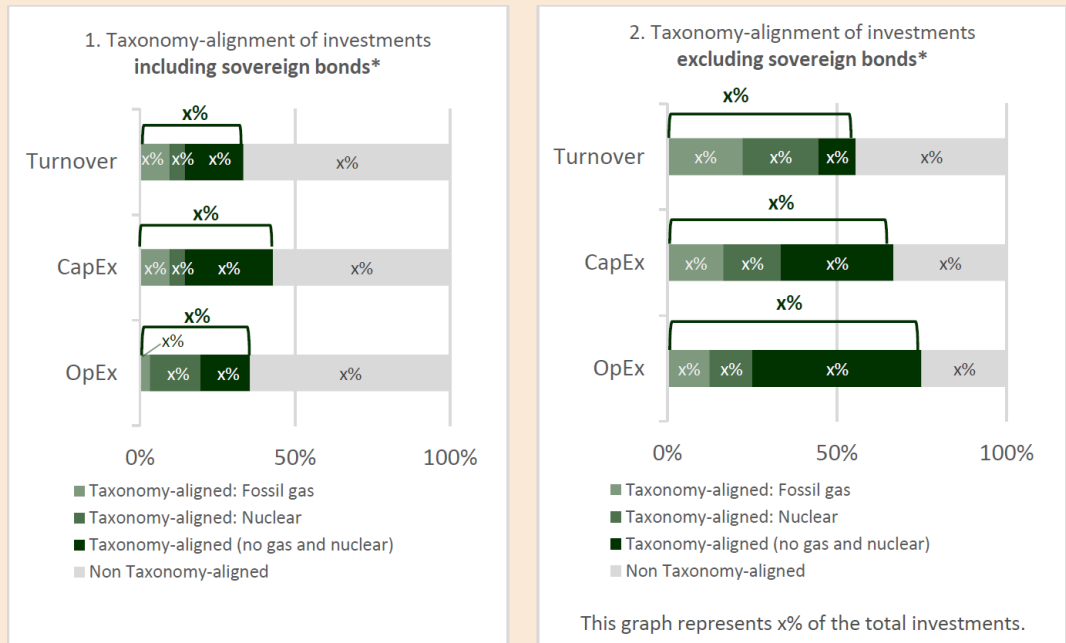 1. Taxonomy-alignment of investments
including sovereign bonds*
x%
Turnover
x% x% x% x%
x%
CapEx
x% x% x% x%
x%
x%
OpEx
x% x% x%
0% 50% 100%
Taxonomy-aligned: Fossil gas
Taxonomy-aligned: Nuclear
Taxonomy-aligned (no gas and nuclear)
Non Taxonomy-aligned
2. Taxonomy-alignment of investments
excluding sovereign bonds*
x%
Turnover
x% x% x% x%
x%
CapEx
x% x% x% x%
x%
OpEx
x% x% x% x%
0% 50% 100%
Taxonomy-aligned: Fossil gas
Taxonomy-aligned: Nuclear
Taxonomy-aligned (no gas and nuclear)
Non Taxonomy-aligned
This graph represents x% of the total investments.